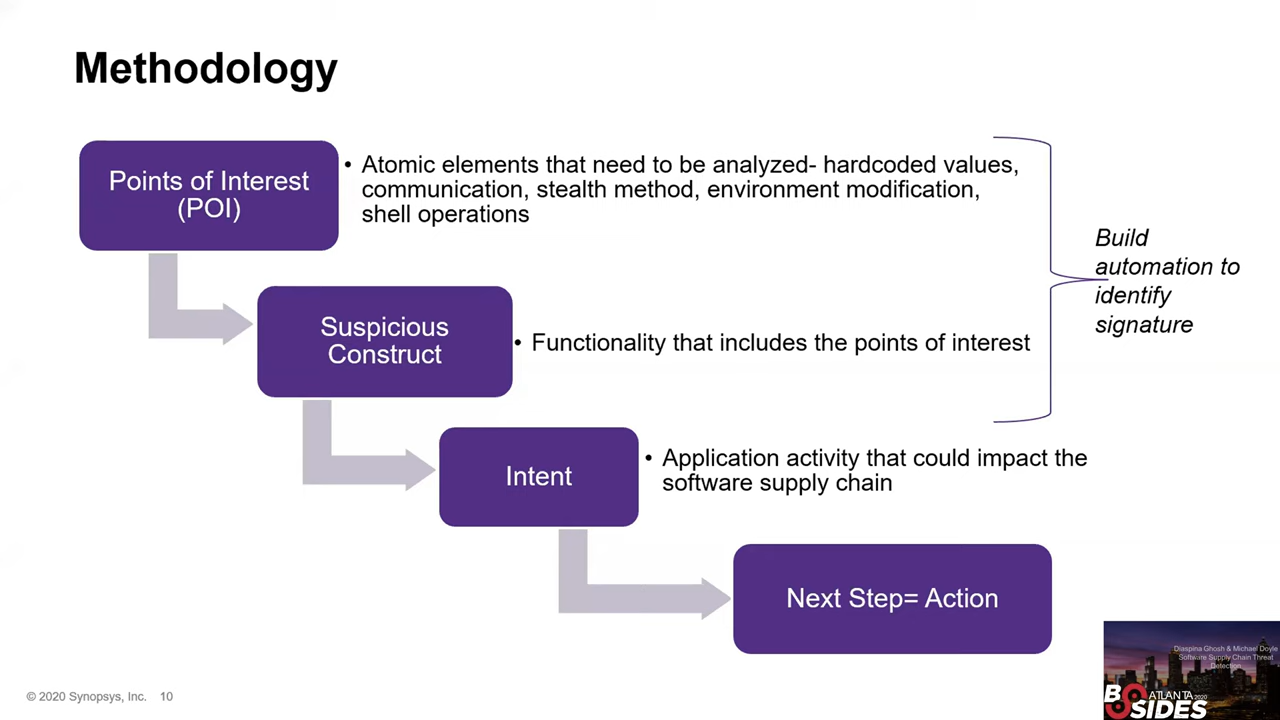 Methodology
Points of Interest
(POI)
• Atomic elements that need to be analyzed- hardcoded values,
communication, stealth method, environment modification,
shell operations
Suspicious
Construct
• Functionality that includes the points of interest
Build
automation to
identify
signature
Intent
• Application activity that could impact the
software supply chain
Next Step= Action
Diaspina Ghosh & Michael Doyle
Software Supply Chain Threat
Detection
BSIDES
ATLANTA 2020
© 2020 Synopsys, Inc. 10